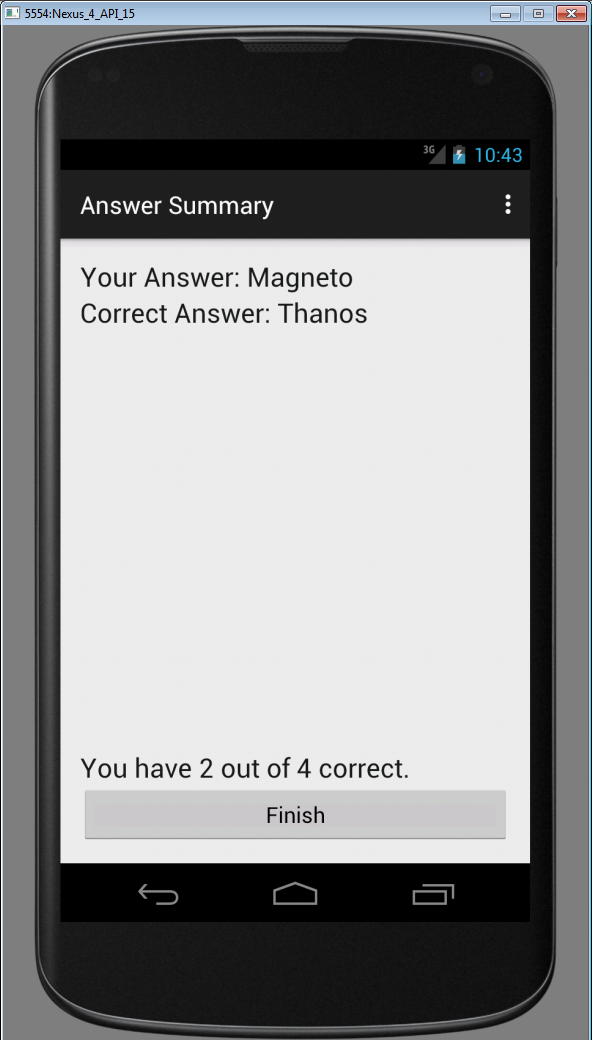 5554:Nexus_4_API_15
3G 10:43
Answer Summary
Your Answer: Magneto
Correct Answer: Thanos
You have 2 out of 4 correct.
Finish